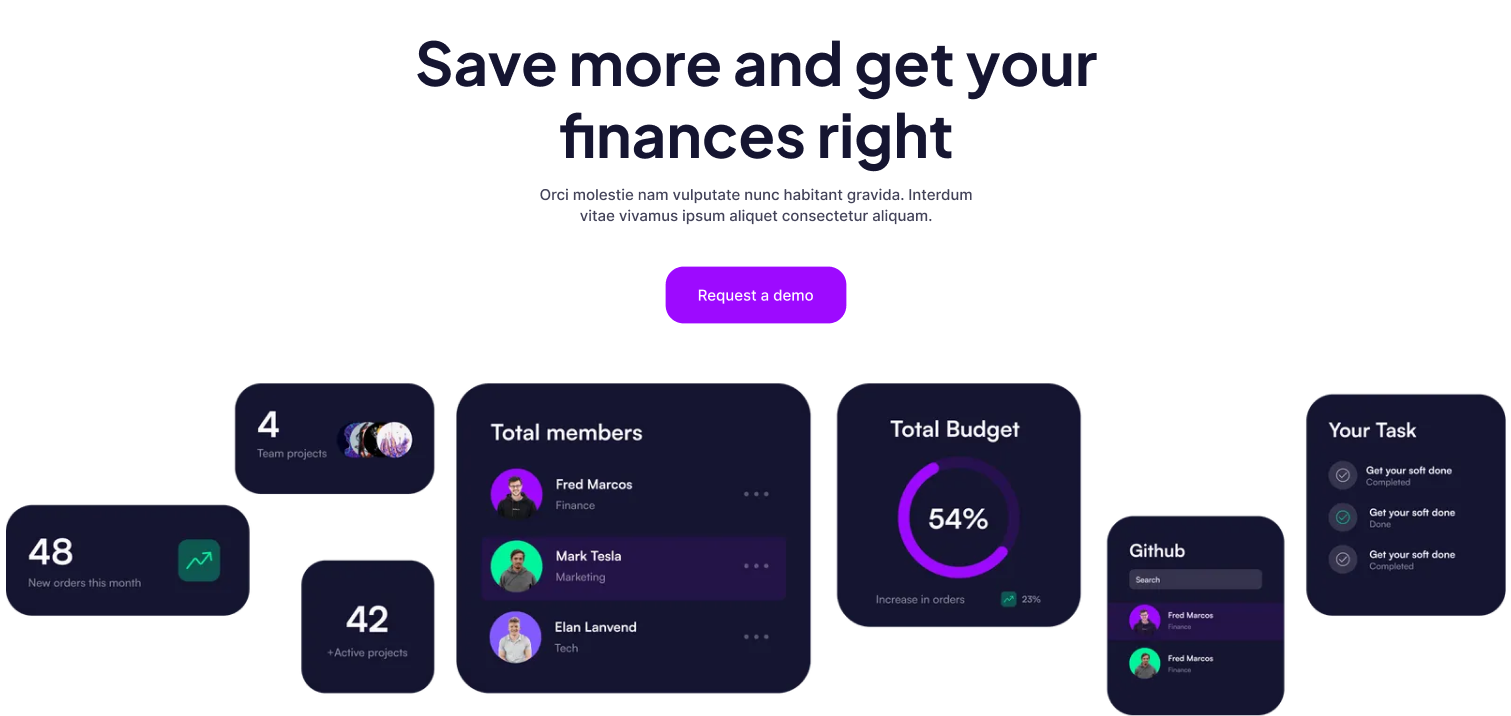 Save more and get your
finances right
Orci molestie nam vulputate nunc habitant gravida. Interdum
vitae vivamus ipsum aliquet consectetur aliquam.
Request a demo
48
New orders this month
4
Team projects
42
+Active projects
Total members
Fred Marcos
Finance
Mark Tesla
Marketing
Elan Lanvend
Tech
Total Budget
54%
Increase in orders
23%
Github
Search
Fred Marcos
Finance
Fred Marcos
Finance
Your Task
Get your soft done
Completed
Get your soft done
Done
Get your soft done
Completed